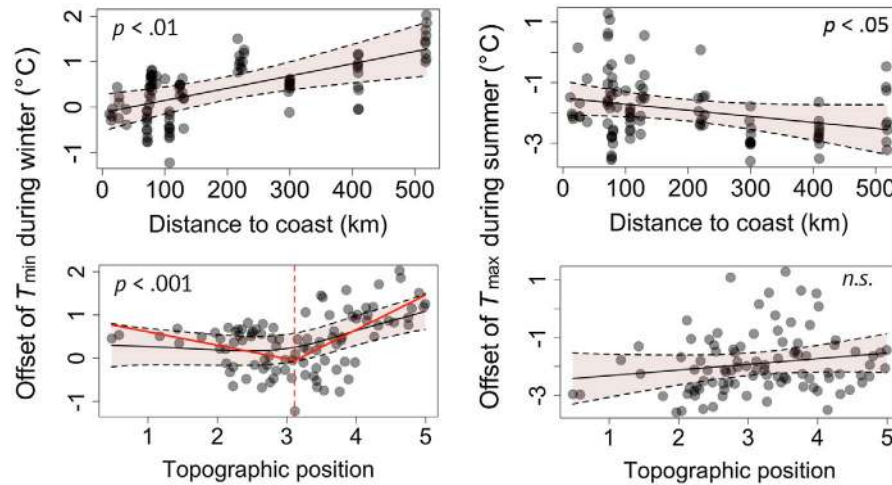 Offset of Tmin during winter (°C)
2
1
0
-1
p < .01
0 100 200 300 400 500
Distance to coast (km)
2
1
0
-1
p < .001
1 2 3 4 5
Topographic position
Offset of Tmax during summer (°C)
1
-1
-3
p < .05
0 100 200 300 400 500
Distance to coast (km)
1
-1
-3
n.s.
1 2 3 4 5
Topographic position